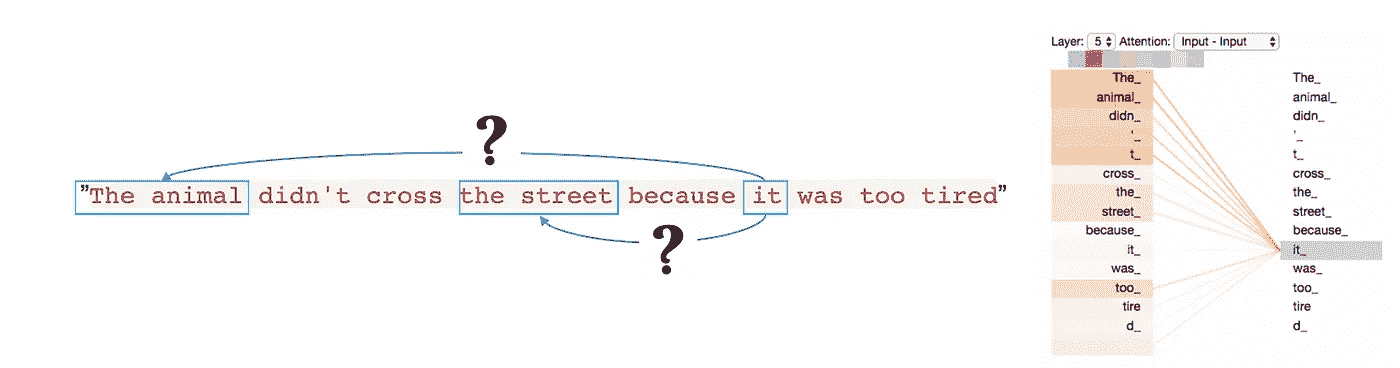 ?
”The animal didn't cross the street because it was too tired”
?
Layer: 5 Attention: Input - Input
The_ The_
animal_ animal_
didn_ didn_
'_ '_
t_ t_
cross_ cross_
the_ the_
street_ street_
because_ because_
it_ it_
was_ was_
too_ too_
tire tire
d_ d_